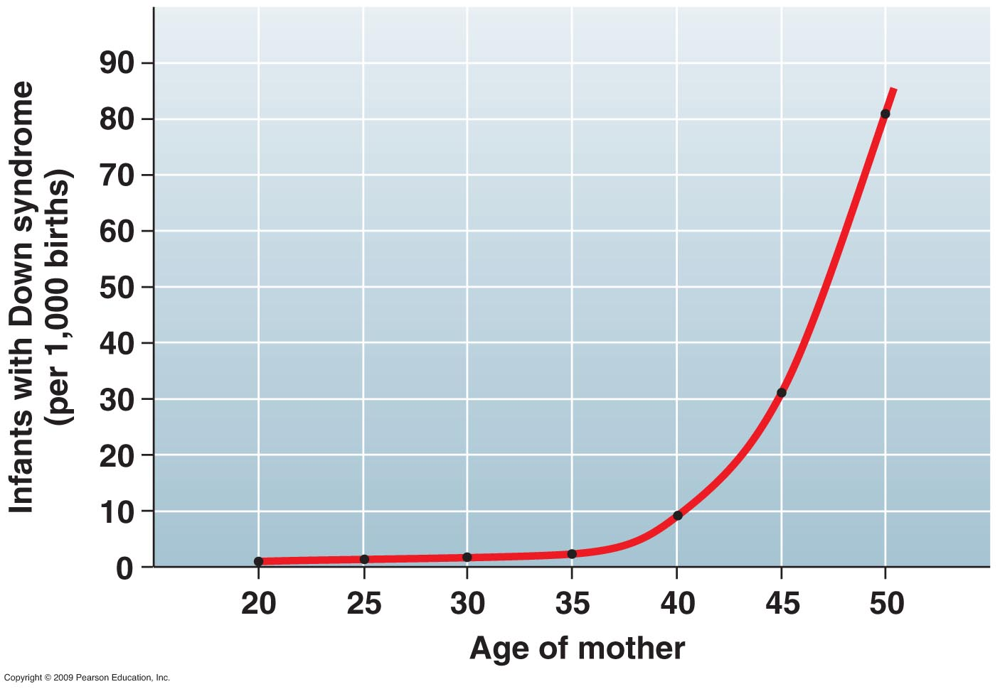 Infants with Down syndrome
(per 1,000 births)
90
80
70
60
50
40
30
20
10
0
20 25 30 35 40 45 50
Age of mother
Copyright © 2009 Pearson Education, Inc.